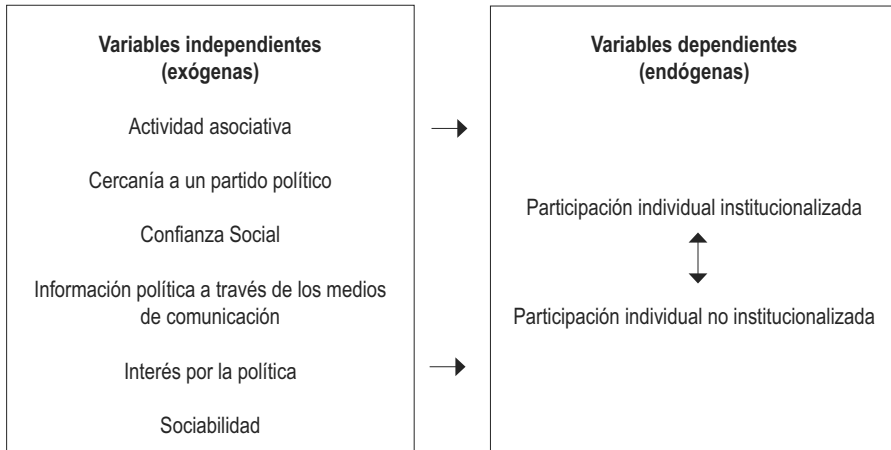 Variables independientes
(exógenas)
Actividad asociativa
Cercanía a un partido político
Confianza Social
Información política a través de los medios
de comunicación
Interés por la política
Sociabilidad
Variables dependientes
(endógenas)
Participación individual institucionalizada
Participación individual no institucionalizada